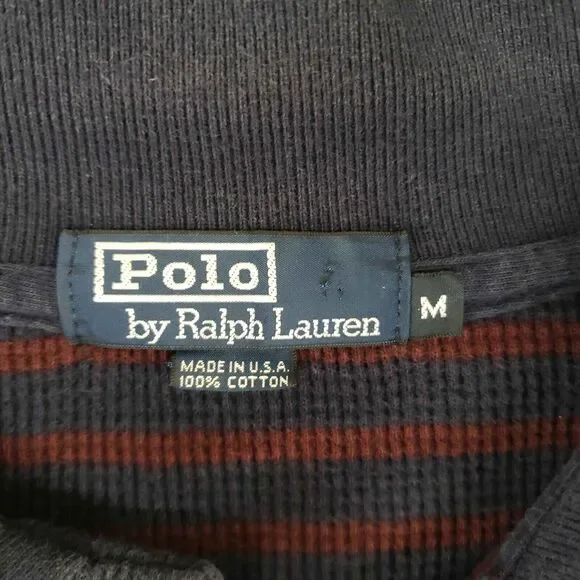 Polo
by Ralph Lauren
M
MADE IN U.S.A.
100% COTTON